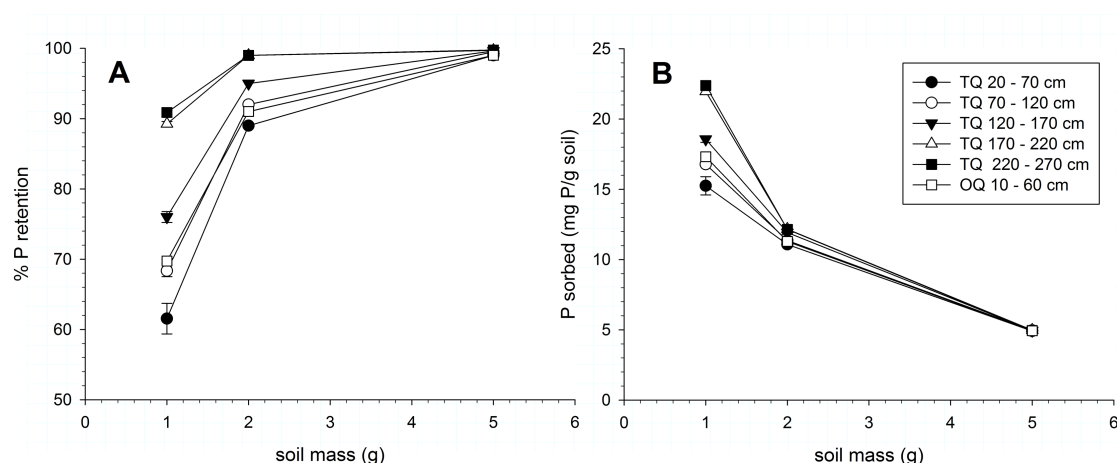 A
100
90
80
70
60
50
% P retention
0 1 2 3 4 5 6
soil mass (g)
B
25
20
15
10
5
0
P sorbed (mg P/g soil)
TQ 20 - 70 cm
TQ 70 - 120 cm
TQ 120 - 170 cm
TQ 170 - 220 cm
TQ 220 - 270 cm
OQ 10 - 60 cm
0 1 2 3 4 5 6
soil mass (g)